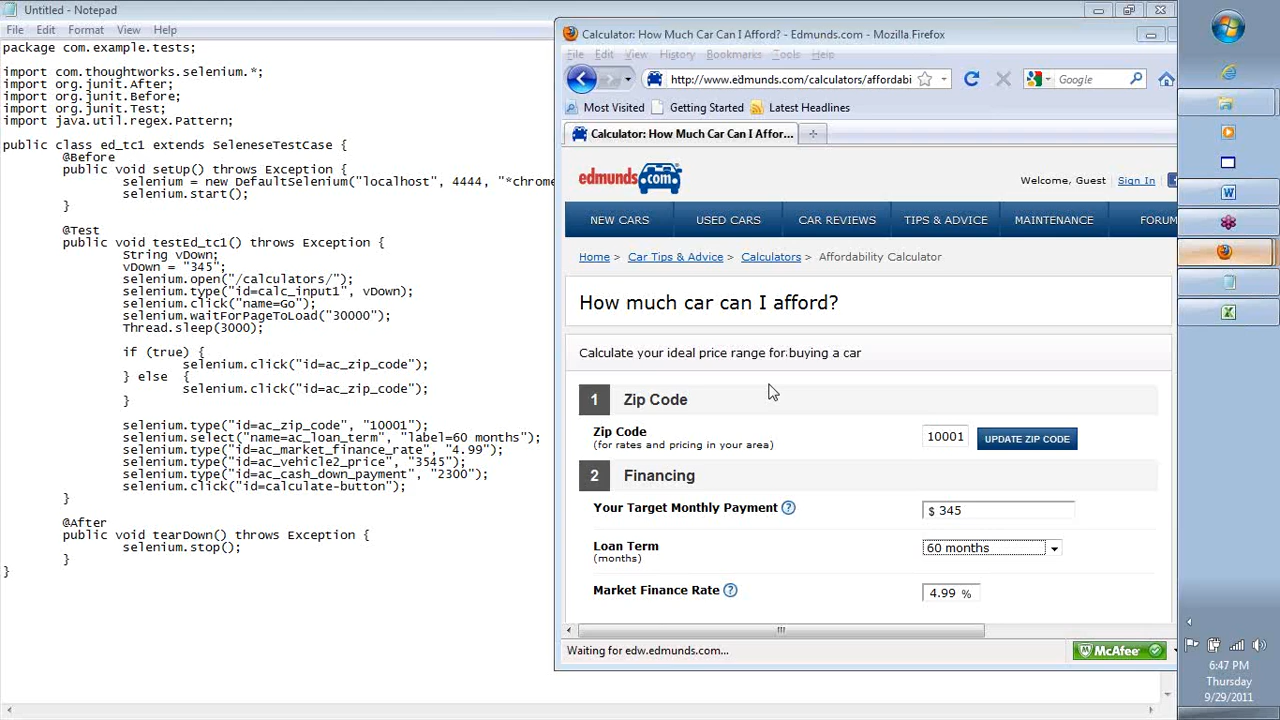 Untitled - Notepad
File Edit Format View Help
package com.example.tests;
import com.thoughtworks.selenium.*;
import org.junit.After;
import org.junit.Before;
import org.junit.Test;
import java.util.regex.Pattern;
public class ed_tc1 extends SeleneseTestCase {
@Before
public void setUp() throws Exception {
selenium = new DefaultSelenium("localhost", 4444, "*chrome
selenium.start();
}
@Test
public void testEd_tc1() throws Exception {
String vDown;
vDown = "345";
selenium.open("/calculators/");
selenium.type("id=calc_input1", vDown);
selenium.click("name=Go");
selenium.waitForPageToLoad("30000");
Thread.sleep(3000);
if (true) {
selenium.click("id=ac_zip_code");
} else {
selenium.click("id=ac_zip_code");
}
selenium.type("id=ac_zip_code", "10001");
selenium.select("name=ac_loan_term", "label=60 months");
selenium.type("id=ac_market_finance_rate", "4.99");
selenium.type("id=ac_vehicle2_price", "3545");
selenium.type("id=ac_cash_down_payment", "2300");
selenium.click("id=calculate-button");
}
@After
public void tearDown() throws Exception {
selenium.stop();
}
}
Calculator: How Much Car Can I Afford? - Edmunds.com - Mozilla Firefox
File Edit View History Bookmarks Tools Help
http://www.edmunds.com/calculators/affordabi Google
Most Visited Getting Started Latest Headlines
Calculator: How Much Car Can I Affor...
edmunds.com
Welcome, Guest Sign In
NEW CARS USED CARS CAR REVIEWS TIPS & ADVICE MAINTENANCE FORUM
Home > Car Tips & Advice > Calculators > Affordability Calculator
How much car can I afford?
Calculate your ideal price range for buying a car
1 Zip Code
Zip Code
(for rates and pricing in your area)
10001 UPDATE ZIP CODE
2 Financing
Your Target Monthly Payment ? $ 345
Loan Term
(months)
60 months
Market Finance Rate ? 4.99 %
Waiting for edw.edmunds.com...
McAfee
6:47 PM
Thursday
9/29/2011